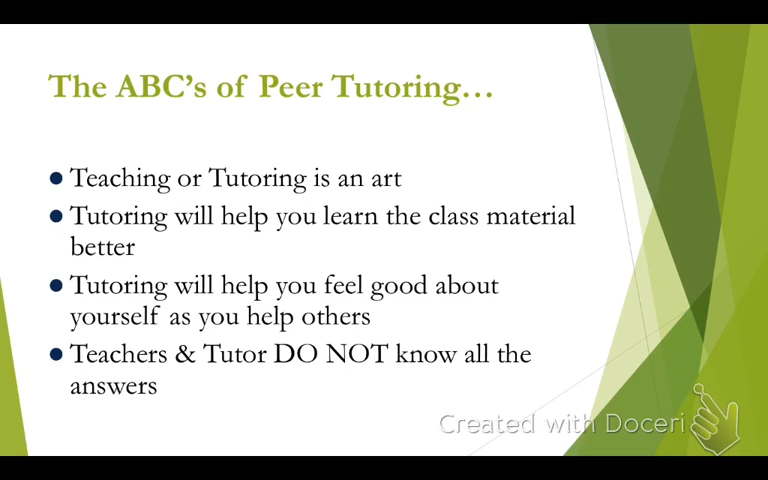 The ABC’s of Peer Tutoring…
● Teaching or Tutoring is an art
● Tutoring will help you learn the class material
better
● Tutoring will help you feel good about
yourself as you help others
● Teachers & Tutor DO NOT know all the
answers
Created with Doceri